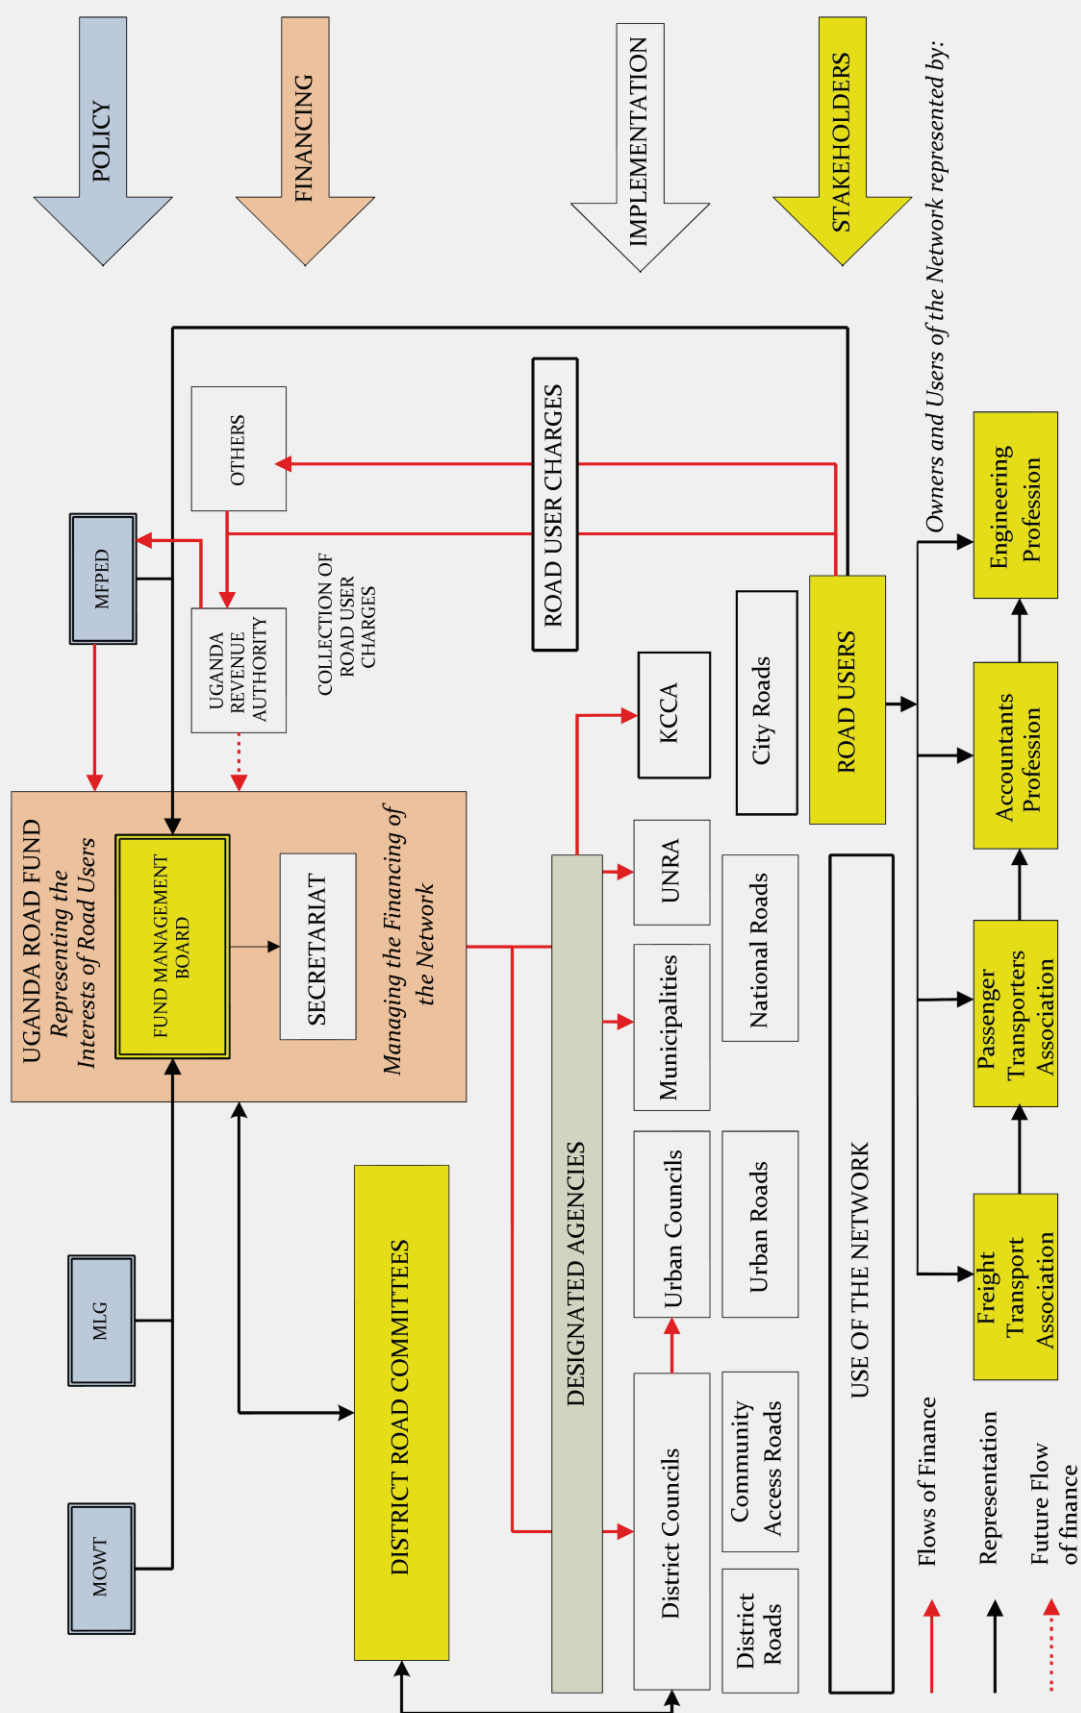 MOWT
MLG
MFPED
POLICY
UGANDA ROAD FUND
Representing the
Interests of Road Users
FUND MANAGEMENT
BOARD
SECRETARIAT
Managing the Financing of
the Network
UGANDA
REVENUE
AUTHORITY
OTHERS
COLLECTION OF
ROAD USER
CHARGES
FINANCING
DISTRICT ROAD COMMITTEES
ROAD USER CHARGES
DESIGNATED AGENCIES
District Councils
Urban Councils
Municipalities
UNRA
KCCA
IMPLEMENTATION
District
Roads
Community
Access Roads
Urban Roads
National Roads
City Roads
USE OF THE NETWORK
ROAD USERS
STAKEHOLDERS
Owners and Users of the Network represented by:
Freight
Transport
Association
Passenger
Transporters
Association
Accountants
Profession
Engineering
Profession
Flows of Finance
Representation
Future Flow
of finance